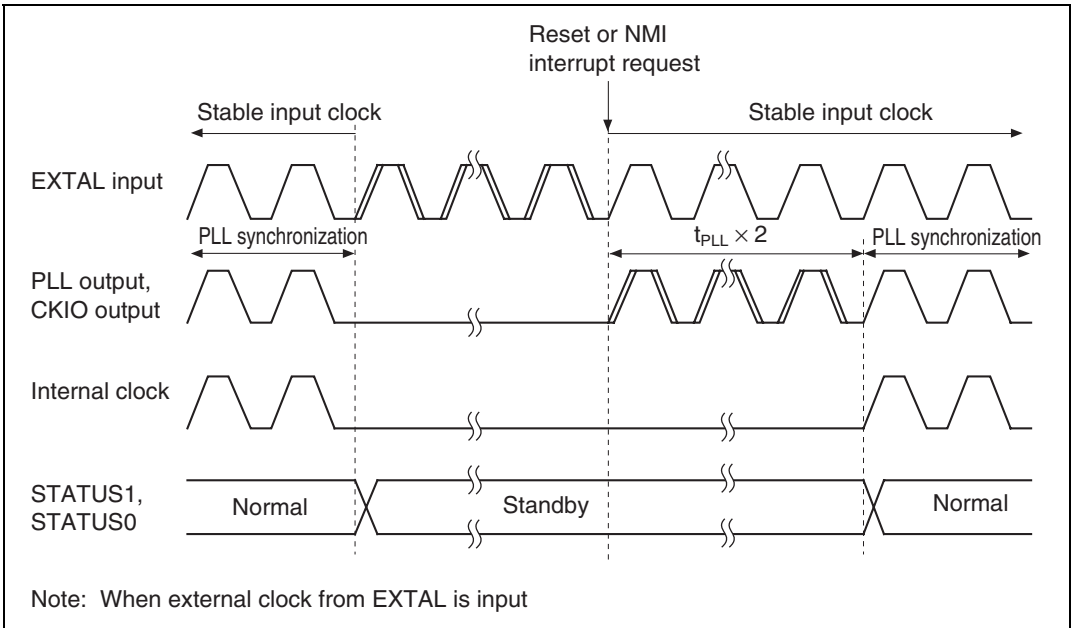 Reset or NMI
interrupt request
Stable input clock
Stable input clock
EXTAL input
PLL synchronization
tPLL × 2
PLL synchronization
PLL output,
CKIO output
Internal clock
STATUS1,
STATUS0
Normal
Standby
Normal
Note: When external clock from EXTAL is input